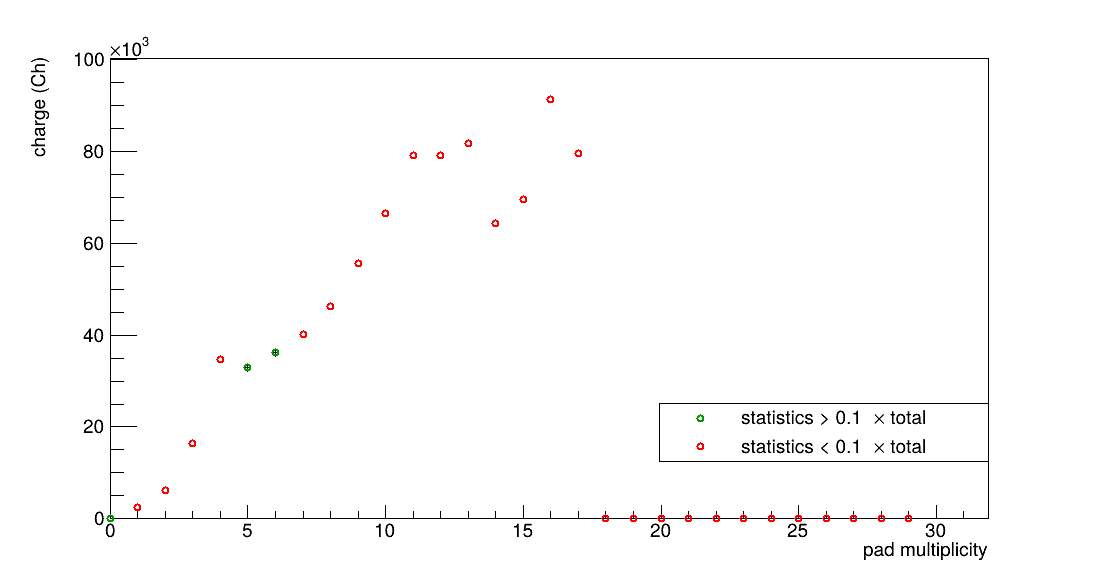 ×10³
100
80
60
40
20
0
charge (Ch)
statistics > 0.1 × total
statistics < 0.1 × total
0 5 10 15 20 25 30
pad multiplicity